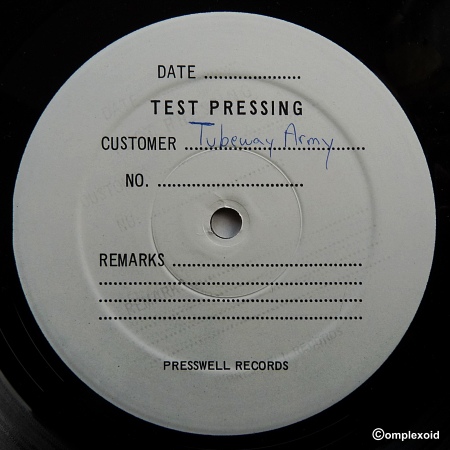 DATE ....................
TEST PRESSING
CUSTOMER Tubeway Army
NO. ..............................
REMARKS .......................................
.......................................................
.......................................................
.......................................................
PRESSWELL RECORDS
©omplexoid